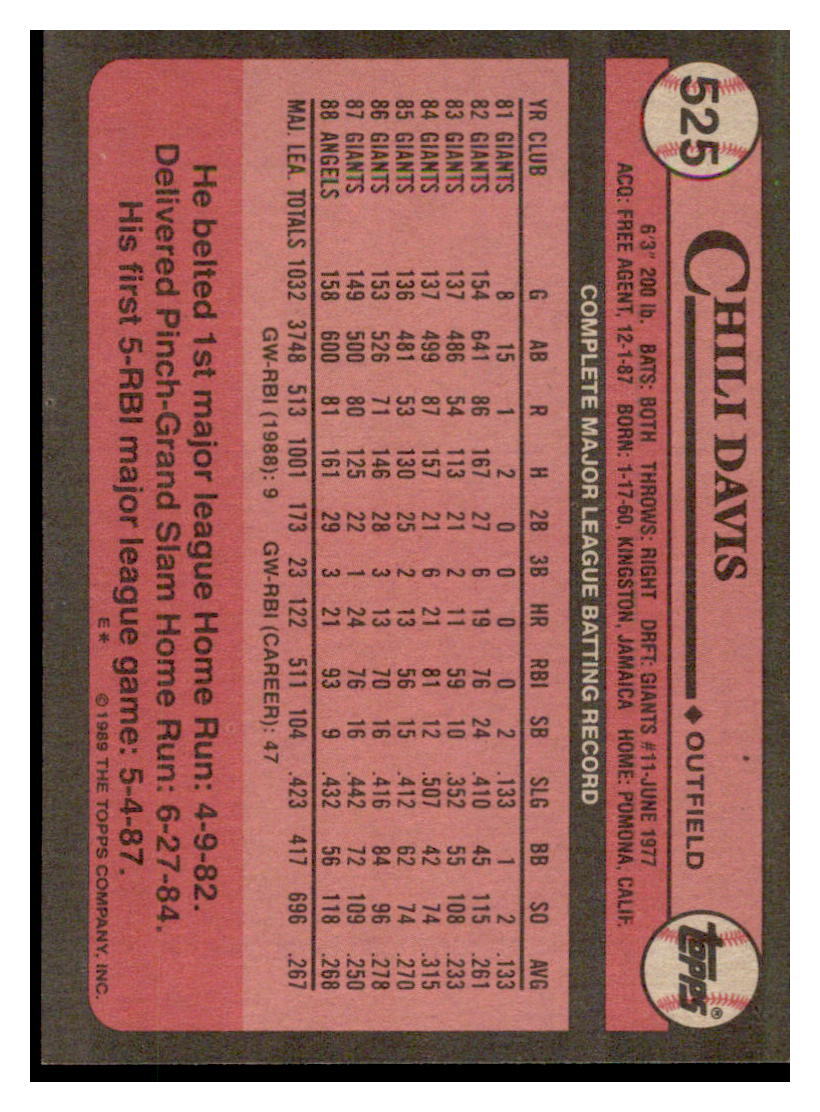 525
CHILI DAVIS ♦ OUTFIELD
topps®
6'3" 200 lb. BATS: BOTH THROWS: RIGHT DRFT: GIANTS #11-JUNE 1977
ACQ: FREE AGENT, 12-1-87 BORN: 1-17-60, KINGSTON, JAMAICA HOME: POMONA, CALIF.
COMPLETE MAJOR LEAGUE BATTING RECORD
YR CLUB G AB R H 2B 3B HR RBI SB SLG BB SO AVG
81 GIANTS 8 15 1 2 0 0 0 0 2 .133 1 2 .133
82 GIANTS 154 641 86 167 27 6 19 76 24 .410 45 115 .261
83 GIANTS 137 486 54 113 21 2 11 59 10 .352 55 108 .233
84 GIANTS 137 499 87 157 21 6 21 81 12 .507 42 74 .315
85 GIANTS 136 481 53 130 25 2 13 56 15 .412 62 74 .270
86 GIANTS 153 526 71 146 28 3 13 70 16 .416 84 96 .278
87 GIANTS 149 500 80 125 22 1 24 76 16 .442 72 109 .250
88 ANGELS 158 600 81 161 29 3 21 93 9 .432 56 118 .268
MAJ. LEA. TOTALS 1032 3748 513 1001 173 23 122 511 104 .423 417 696 .267
GW-RBI (1988): 9 GW-RBI (CAREER): 47
He belted 1st major league Home Run: 4-9-82.
Delivered Pinch-Grand Slam Home Run: 6-27-84.
His first 5-RBI major league game: 5-4-87.
E* © 1989 THE TOPPS COMPANY, INC.